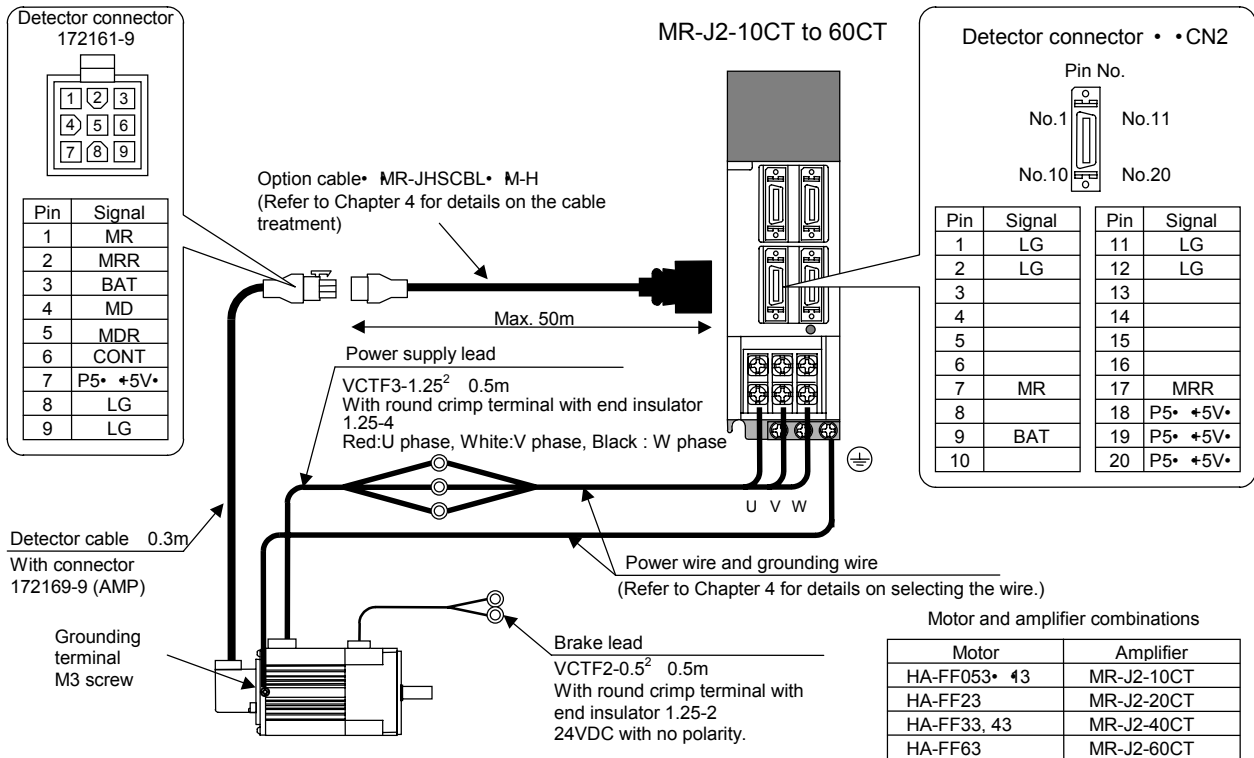 Detector connector
172161-9
1 2 3
4 5 6
7 8 9
Pin Signal
1 MR
2 MRR
3 BAT
4 MD
5 MDR
6 CONT
7 P5• +5V•
8 LG
9 LG
MR-J2-10CT to 60CT
Option cable• MR-JHSCBL• M-H
(Refer to Chapter 4 for details on the cable
treatment)
Max. 50m
Power supply lead
VCTF3-1.25² 0.5m
With round crimp terminal with end insulator
1.25-4
Red:U phase, White:V phase, Black : W phase
U V W
Detector connector • •CN2
Pin No.
No.1 No.11
No.10 No.20
Pin Signal Pin Signal
1 LG 11 LG
2 LG 12 LG
3 13
4 14
5 15
6 16
7 MR 17 MRR
8 18 P5• +5V•
9 BAT 19 P5• +5V•
10 20 P5• +5V•
Detector cable 0.3m
With connector
172169-9 (AMP)
Power wire and grounding wire
(Refer to Chapter 4 for details on selecting the wire.)
Grounding
terminal
M3 screw
Brake lead
VCTF2-0.5² 0.5m
With round crimp terminal with
end insulator 1.25-2
24VDC with no polarity.
Motor and amplifier combinations
Motor Amplifier
HA-FF053• 13 MR-J2-10CT
HA-FF23 MR-J2-20CT
HA-FF33, 43 MR-J2-40CT
HA-FF63 MR-J2-60CT